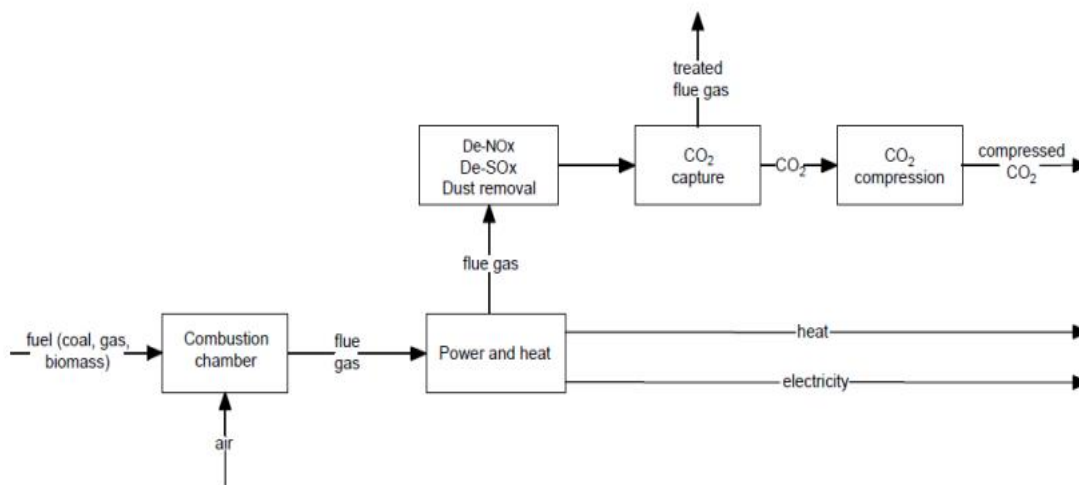 treated
flue gas
De-NOx
De-SOx
Dust removal
CO₂
capture
CO₂
CO₂
compression
compressed
CO₂
flue gas
fuel (coal, gas,
biomass)
Combustion
chamber
flue
gas
Power and heat
heat
electricity
air